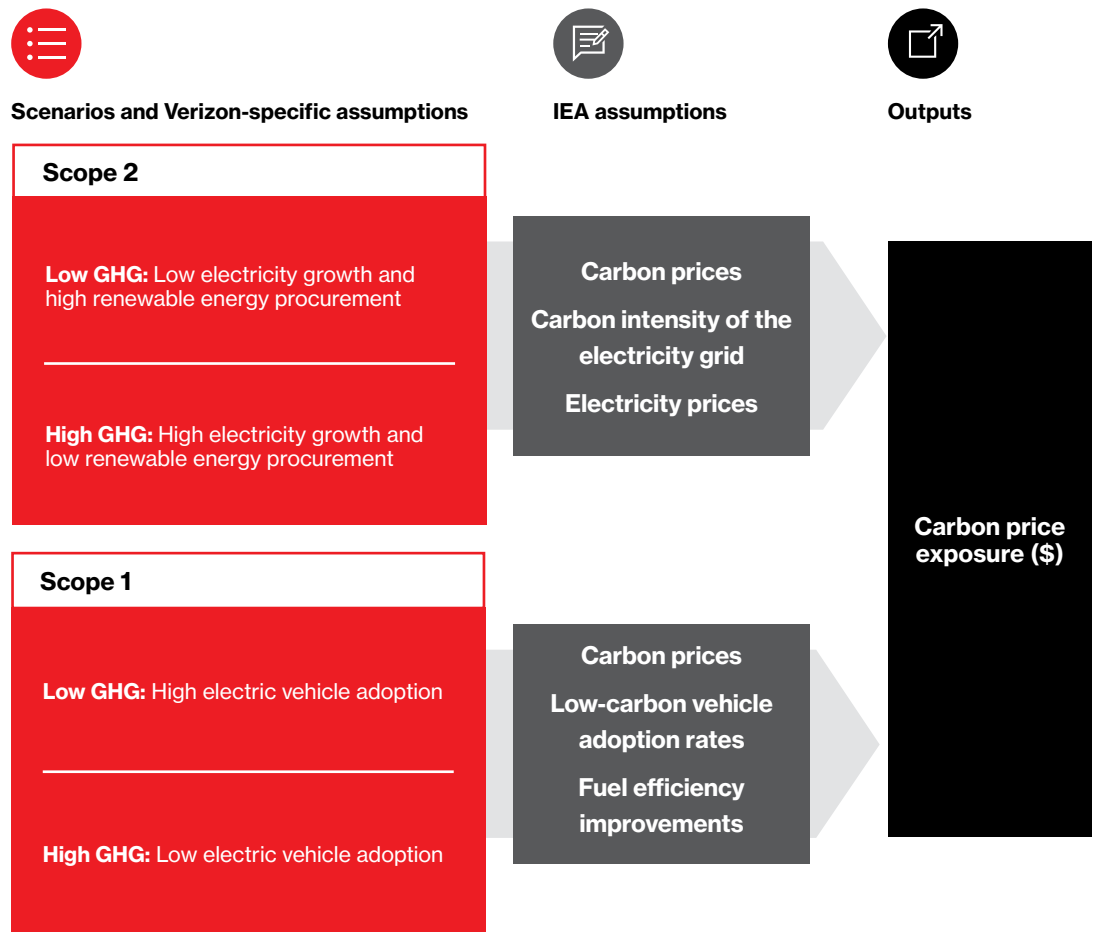 Scenarios and Verizon-specific assumptions
IEA assumptions
Outputs
Scope 2
Low GHG: Low electricity growth and
high renewable energy procurement
High GHG: High electricity growth and
low renewable energy procurement
Carbon prices
Carbon intensity of the
electricity grid
Electricity prices
Scope 1
Low GHG: High electric vehicle adoption
High GHG: Low electric vehicle adoption
Carbon prices
Low-carbon vehicle
adoption rates
Fuel efficiency
improvements
Carbon price
exposure ($)